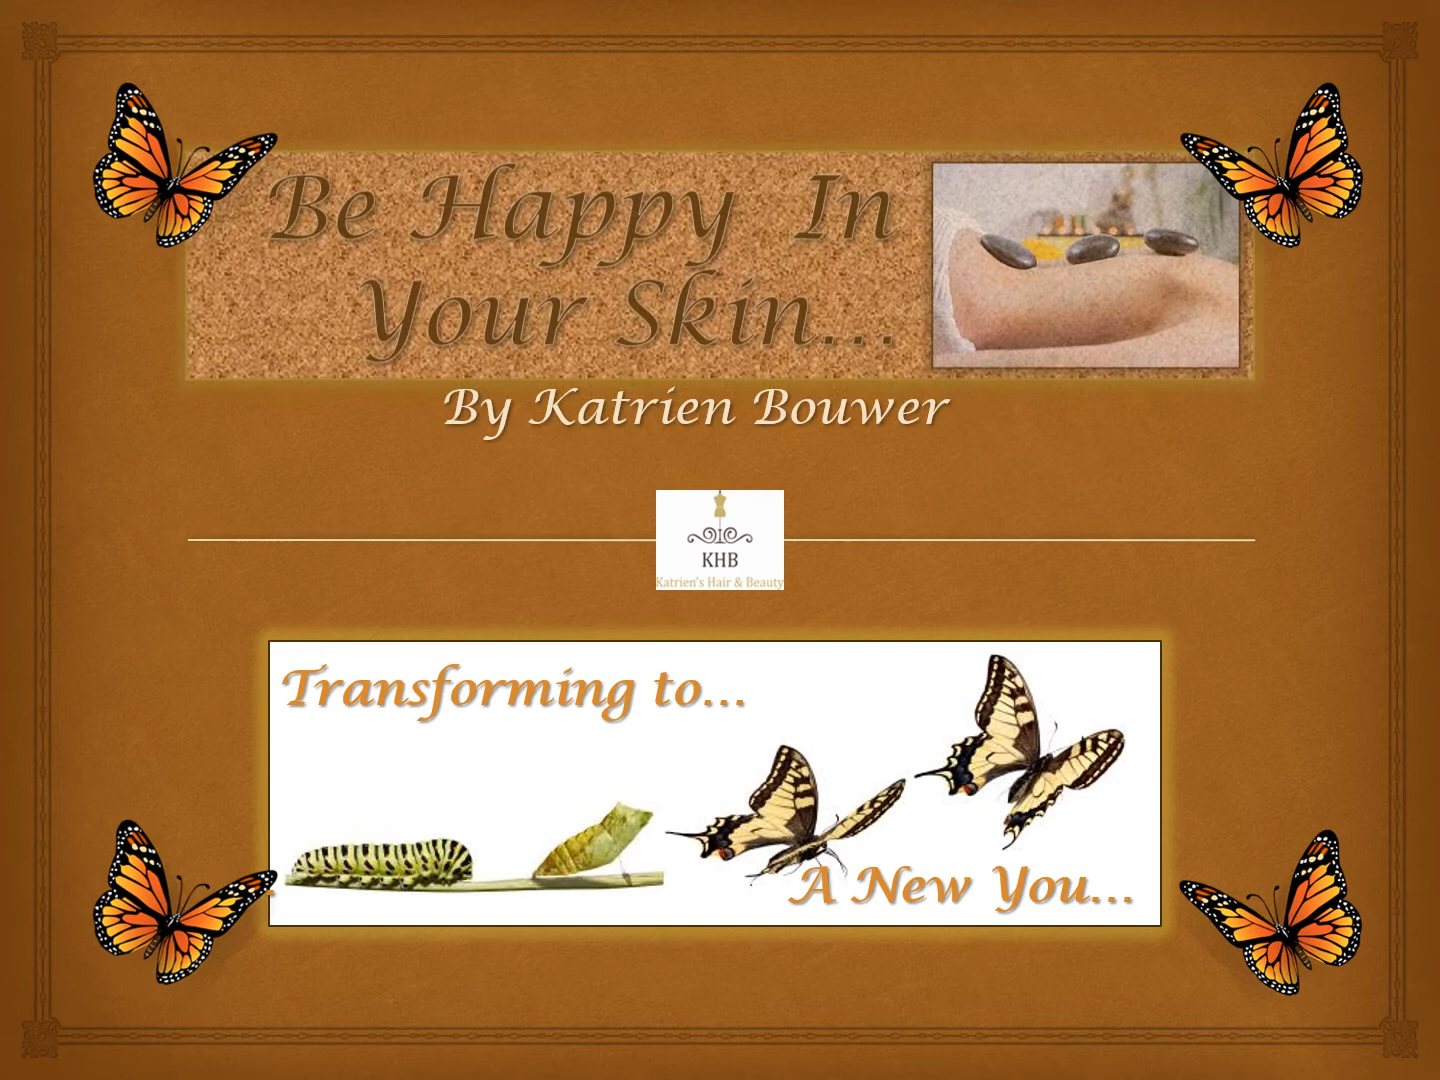 Be Happy In
Your Skin...
By Katrien Bouwer
KHB
Katrien's Hair & Beauty
Transforming to...
A New You...